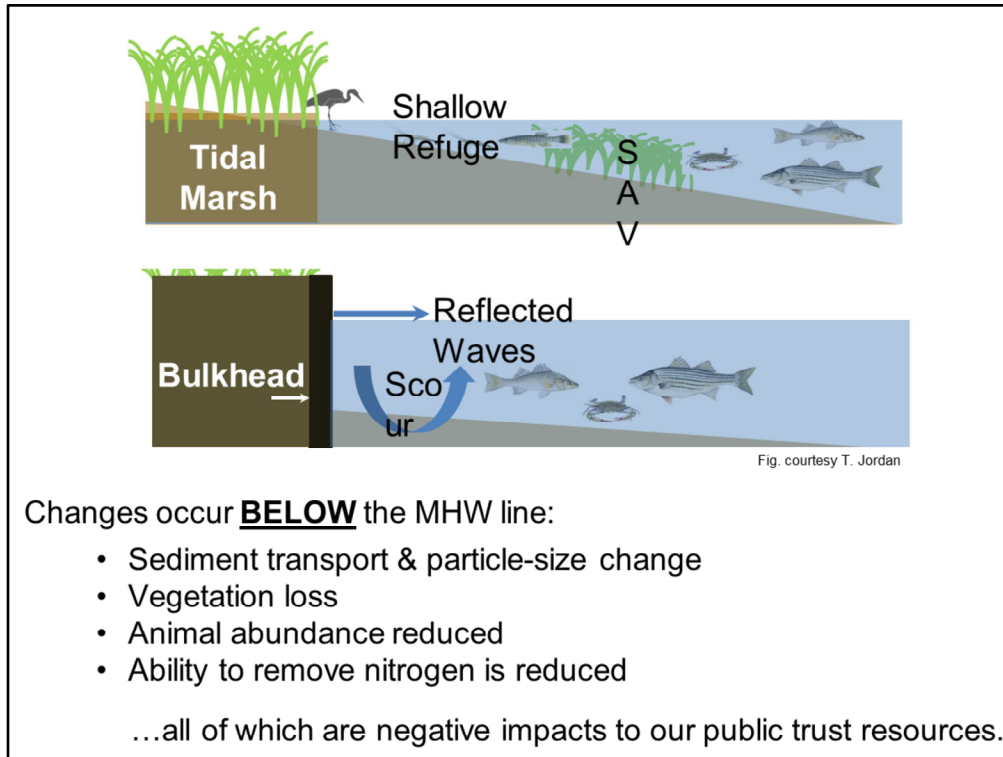 Shallow
Refuge
Tidal
Marsh
S
A
V
Reflected
Waves
Bulkhead
Sco
ur
Fig. courtesy T. Jordan
Changes occur BELOW the MHW line:
• Sediment transport & particle-size change
• Vegetation loss
• Animal abundance reduced
• Ability to remove nitrogen is reduced
…all of which are negative impacts to our public trust resources.